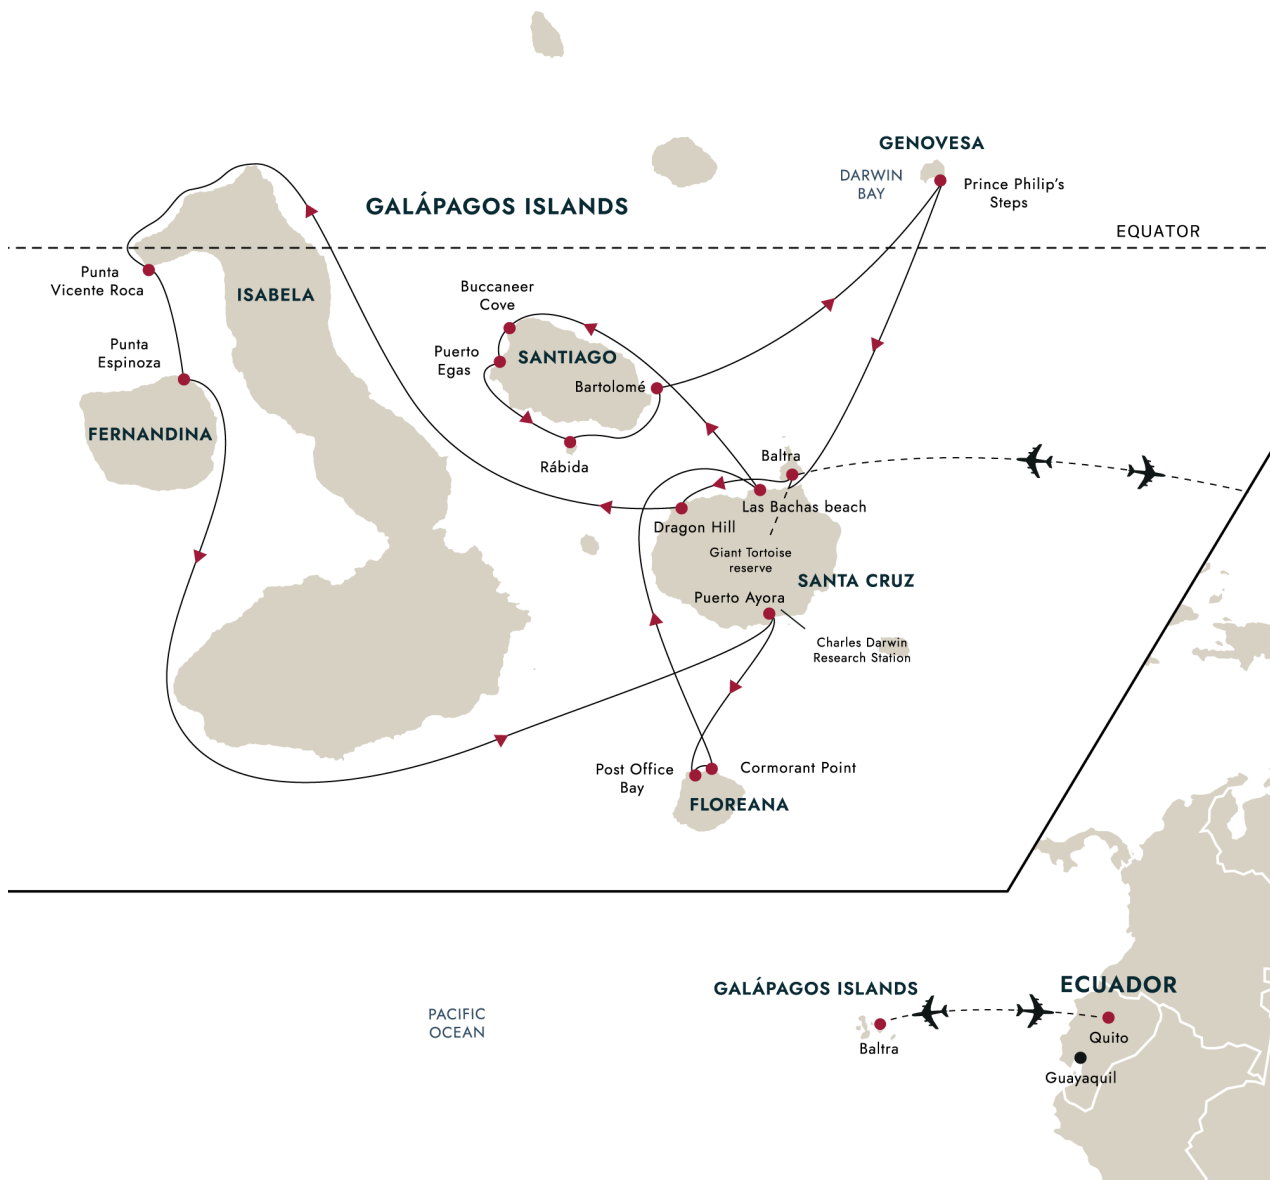 GENOVESA
DARWIN
BAY
Prince Philip's
Steps
GALÁPAGOS ISLANDS
EQUATOR
Punta
Vicente Roca
ISABELA
Buccaneer
Cove
Punta
Espinoza
Puerto
Egas
SANTIAGO
Bartolomé
FERNANDINA
Rábida
Baltra
Las Bachas beach
Dragon Hill
Giant Tortoise
reserve
SANTA CRUZ
Puerto Ayora
Charles Darwin
Research Station
Post Office
Bay
Cormorant Point
FLOREANA
GALÁPAGOS ISLANDS
ECUADOR
PACIFIC
OCEAN
Baltra
Quito
Guayaquil